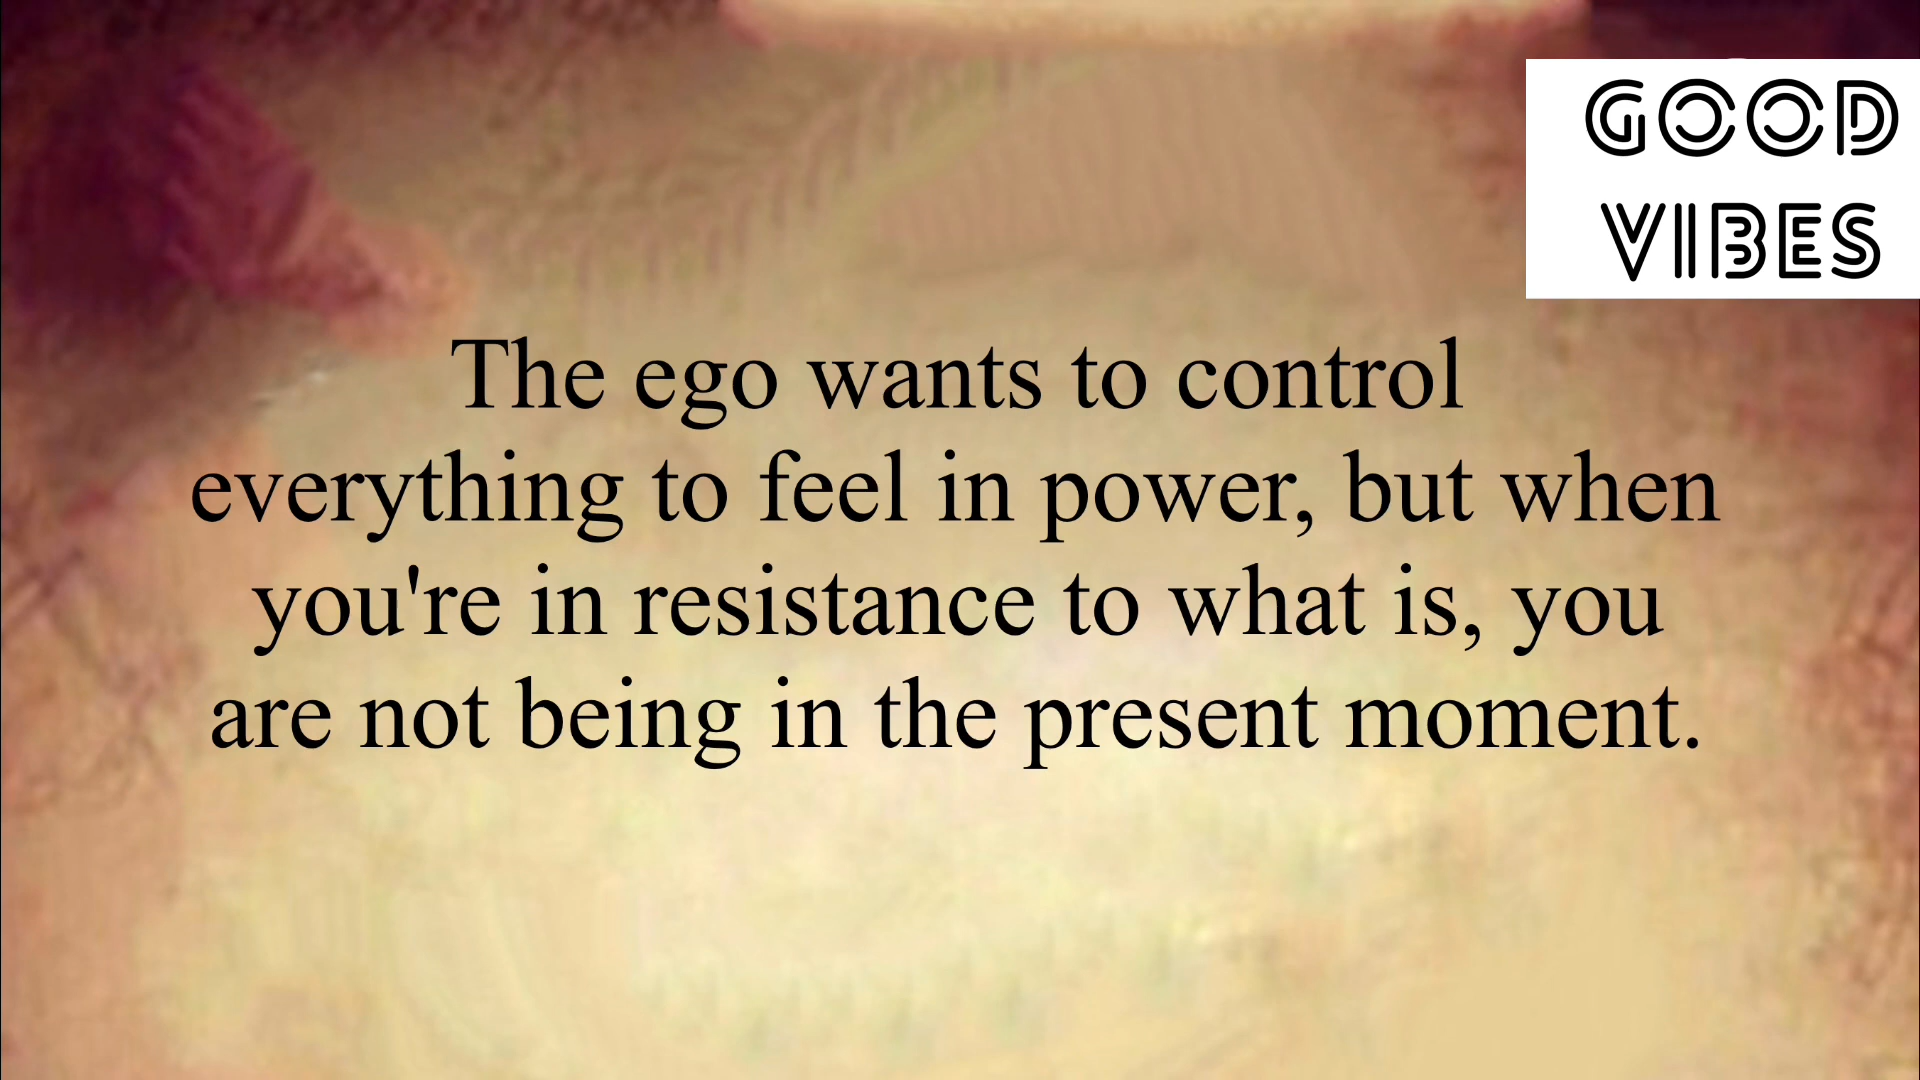 GOOD
VIBES
The ego wants to control
everything to feel in power, but when
you're in resistance to what is, you
are not being in the present moment.